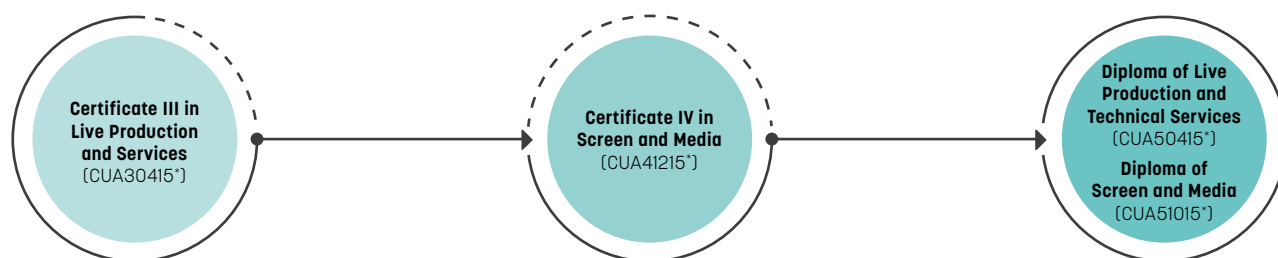 Certificate III in
Live Production
and Services
(CUA30415*)
Certificate IV in
Screen and Media
(CUA41215*)
Diploma of Live
Production and
Technical Services
(CUA50415*)
Diploma of
Screen and Media
(CUA51015*)